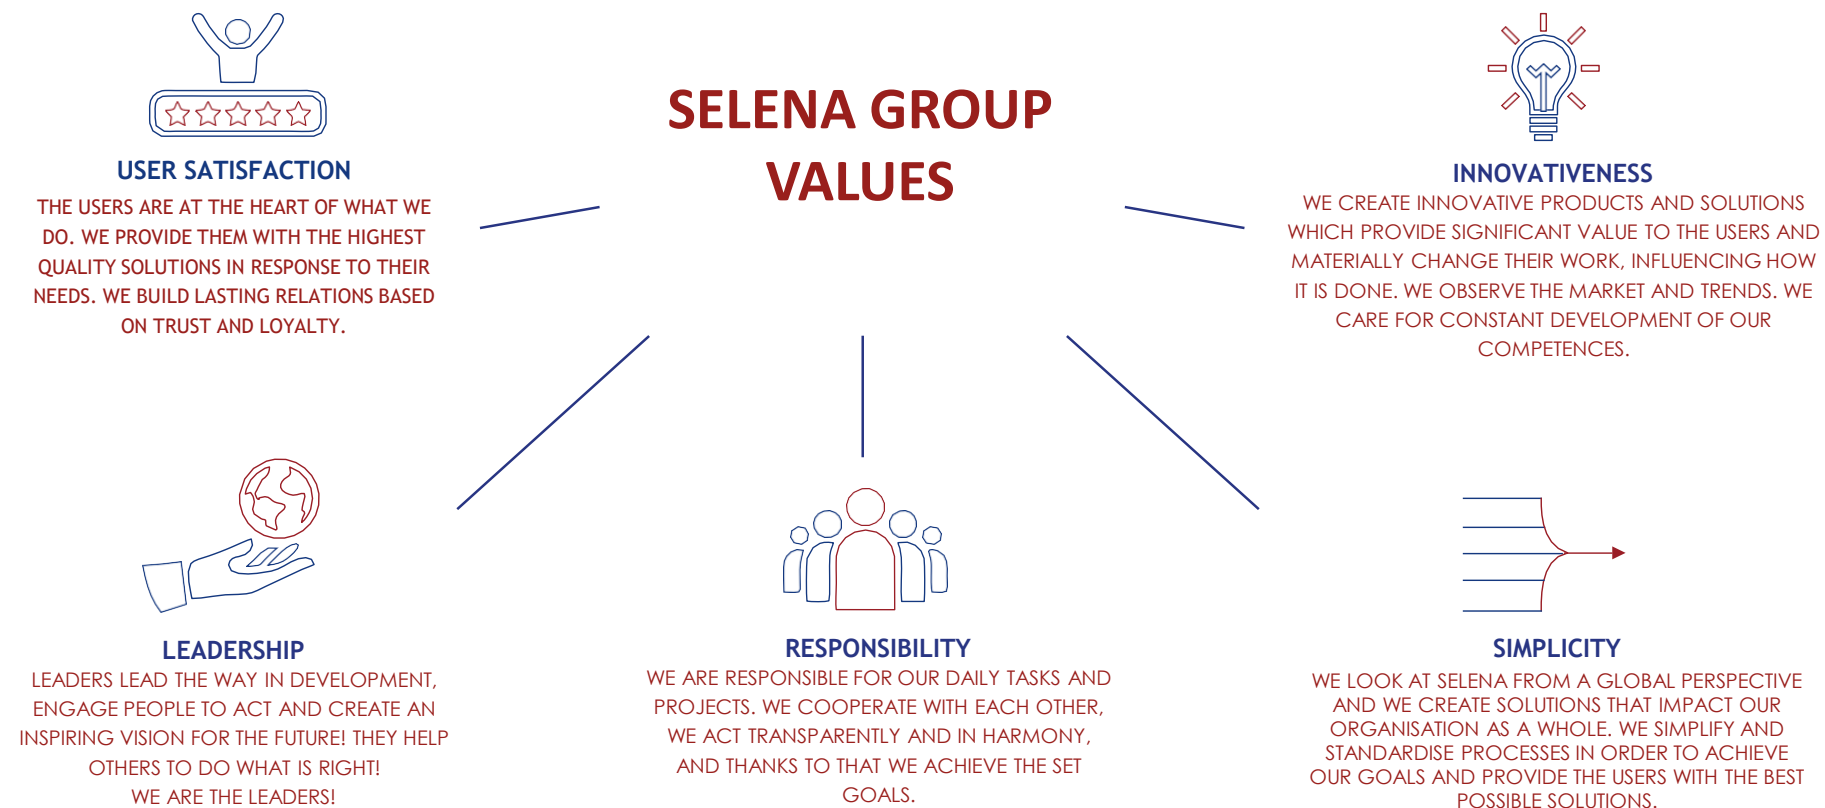 SELENA GROUP
VALUES
USER SATISFACTION
THE USERS ARE AT THE HEART OF WHAT WE
DO. WE PROVIDE THEM WITH THE HIGHEST
QUALITY SOLUTIONS IN RESPONSE TO THEIR
NEEDS. WE BUILD LASTING RELATIONS BASED
ON TRUST AND LOYALTY.
INNOVATIVENESS
WE CREATE INNOVATIVE PRODUCTS AND SOLUTIONS
WHICH PROVIDE SIGNIFICANT VALUE TO THE USERS AND
MATERIALLY CHANGE THEIR WORK, INFLUENCING HOW
IT IS DONE. WE OBSERVE THE MARKET AND TRENDS. WE
CARE FOR CONSTANT DEVELOPMENT OF OUR
COMPETENCES.
LEADERSHIP
LEADERS LEAD THE WAY IN DEVELOPMENT,
ENGAGE PEOPLE TO ACT AND CREATE AN
INSPIRING VISION FOR THE FUTURE! THEY HELP
OTHERS TO DO WHAT IS RIGHT!
WE ARE THE LEADERS!
RESPONSIBILITY
WE ARE RESPONSIBLE FOR OUR DAILY TASKS AND
PROJECTS. WE COOPERATE WITH EACH OTHER,
WE ACT TRANSPARENTLY AND IN HARMONY,
AND THANKS TO THAT WE ACHIEVE THE SET
GOALS.
SIMPLICITY
WE LOOK AT SELENA FROM A GLOBAL PERSPECTIVE
AND WE CREATE SOLUTIONS THAT IMPACT OUR
ORGANISATION AS A WHOLE. WE SIMPLIFY AND
STANDARDISE PROCESSES IN ORDER TO ACHIEVE
OUR GOALS AND PROVIDE THE USERS WITH THE BEST
POSSIBLE SOLUTIONS.